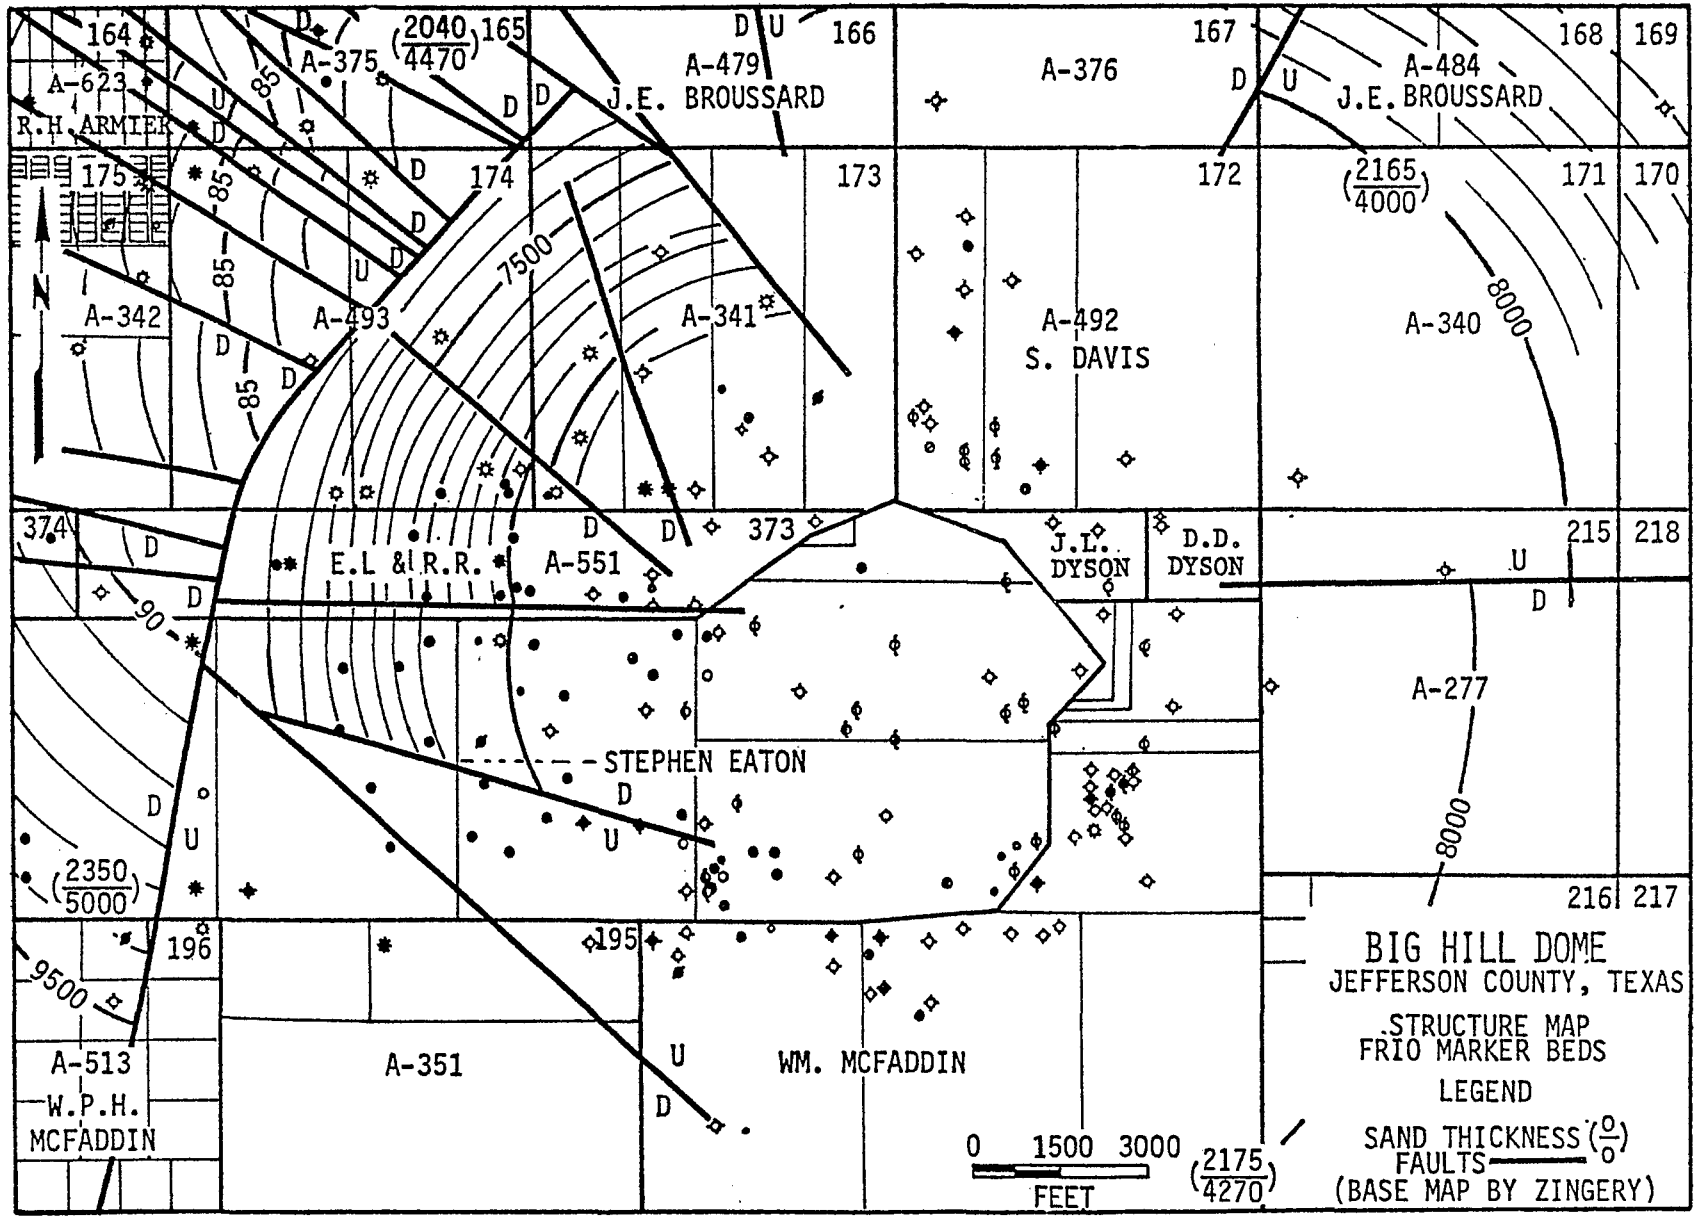 164
A-623
R.H ARMIER
175
A-342
D
A-375
(2040/4470)
165
D U
166
A-479
J.E. BROUSSARD
A-376
167
D U
168
169
A-484
J.E. BROUSSARD
85
U
D
D
D
D
174
173
172
(2165/4000)
171
170
85
D
D
U
D
7500
85
A-493
A-341
A-492
S. DAVIS
8000
A-340
N
D
D
85
374
D
D
D
373
E.L & R.R.
A-551
J.L.
DYSON
D.D.
DYSON
215
218
U
D
D
90
A-277
STEPHEN EATON
D
U
D
U
8000
(2350/5000)
196
195
216
217
9500
BIG HILL DOME
JEFFERSON COUNTY, TEXAS
STRUCTURE MAP
FRIO MARKER BEDS
LEGEND
SAND THICKNESS (0/0)
FAULTS
(BASE MAP BY ZINGERY)
A-513
W.P.H.
MCFADDIN
A-351
U
D
WM. MCFADDIN
0 1500 3000
FEET
(2175/4270)